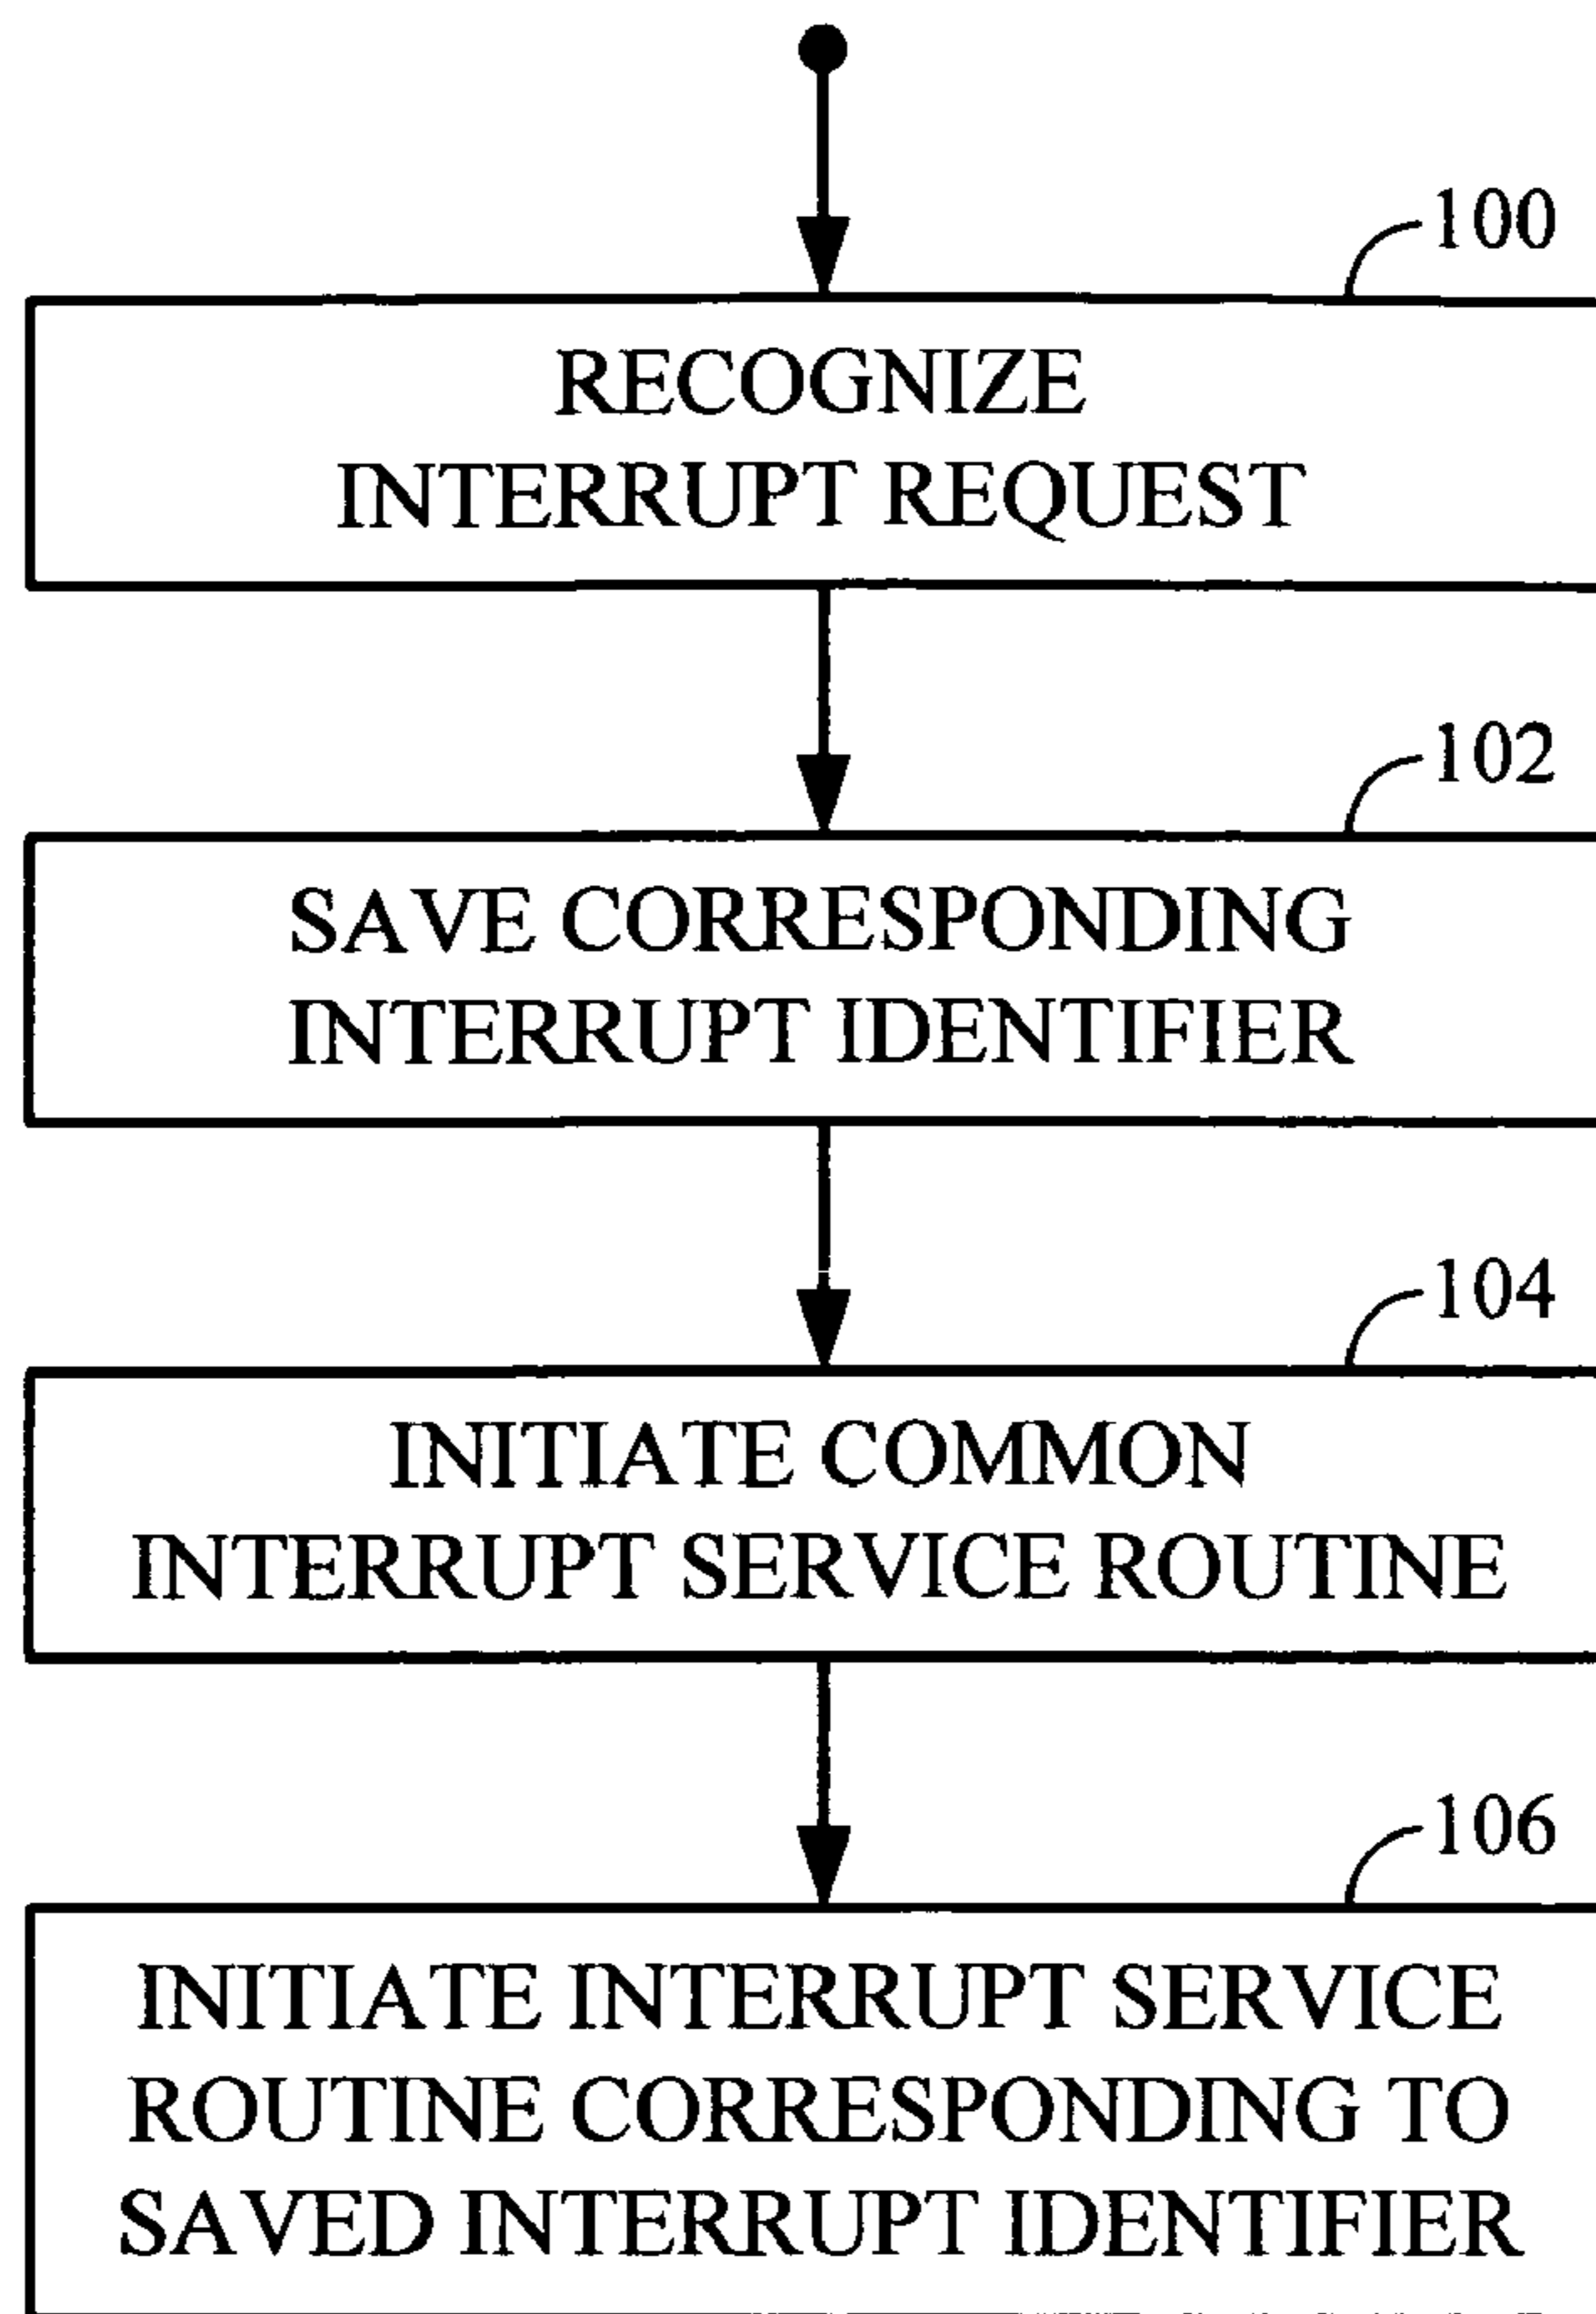 100
RECOGNIZE
INTERRUPT REQUEST
102
SAVE CORRESPONDING
INTERRUPT IDENTIFIER
104
INITIATE COMMON
INTERRUPT SERVICE ROUTINE
106
INITIATE INTERRUPT SERVICE
ROUTINE CORRESPONDING TO
SAVED INTERRUPT IDENTIFIER